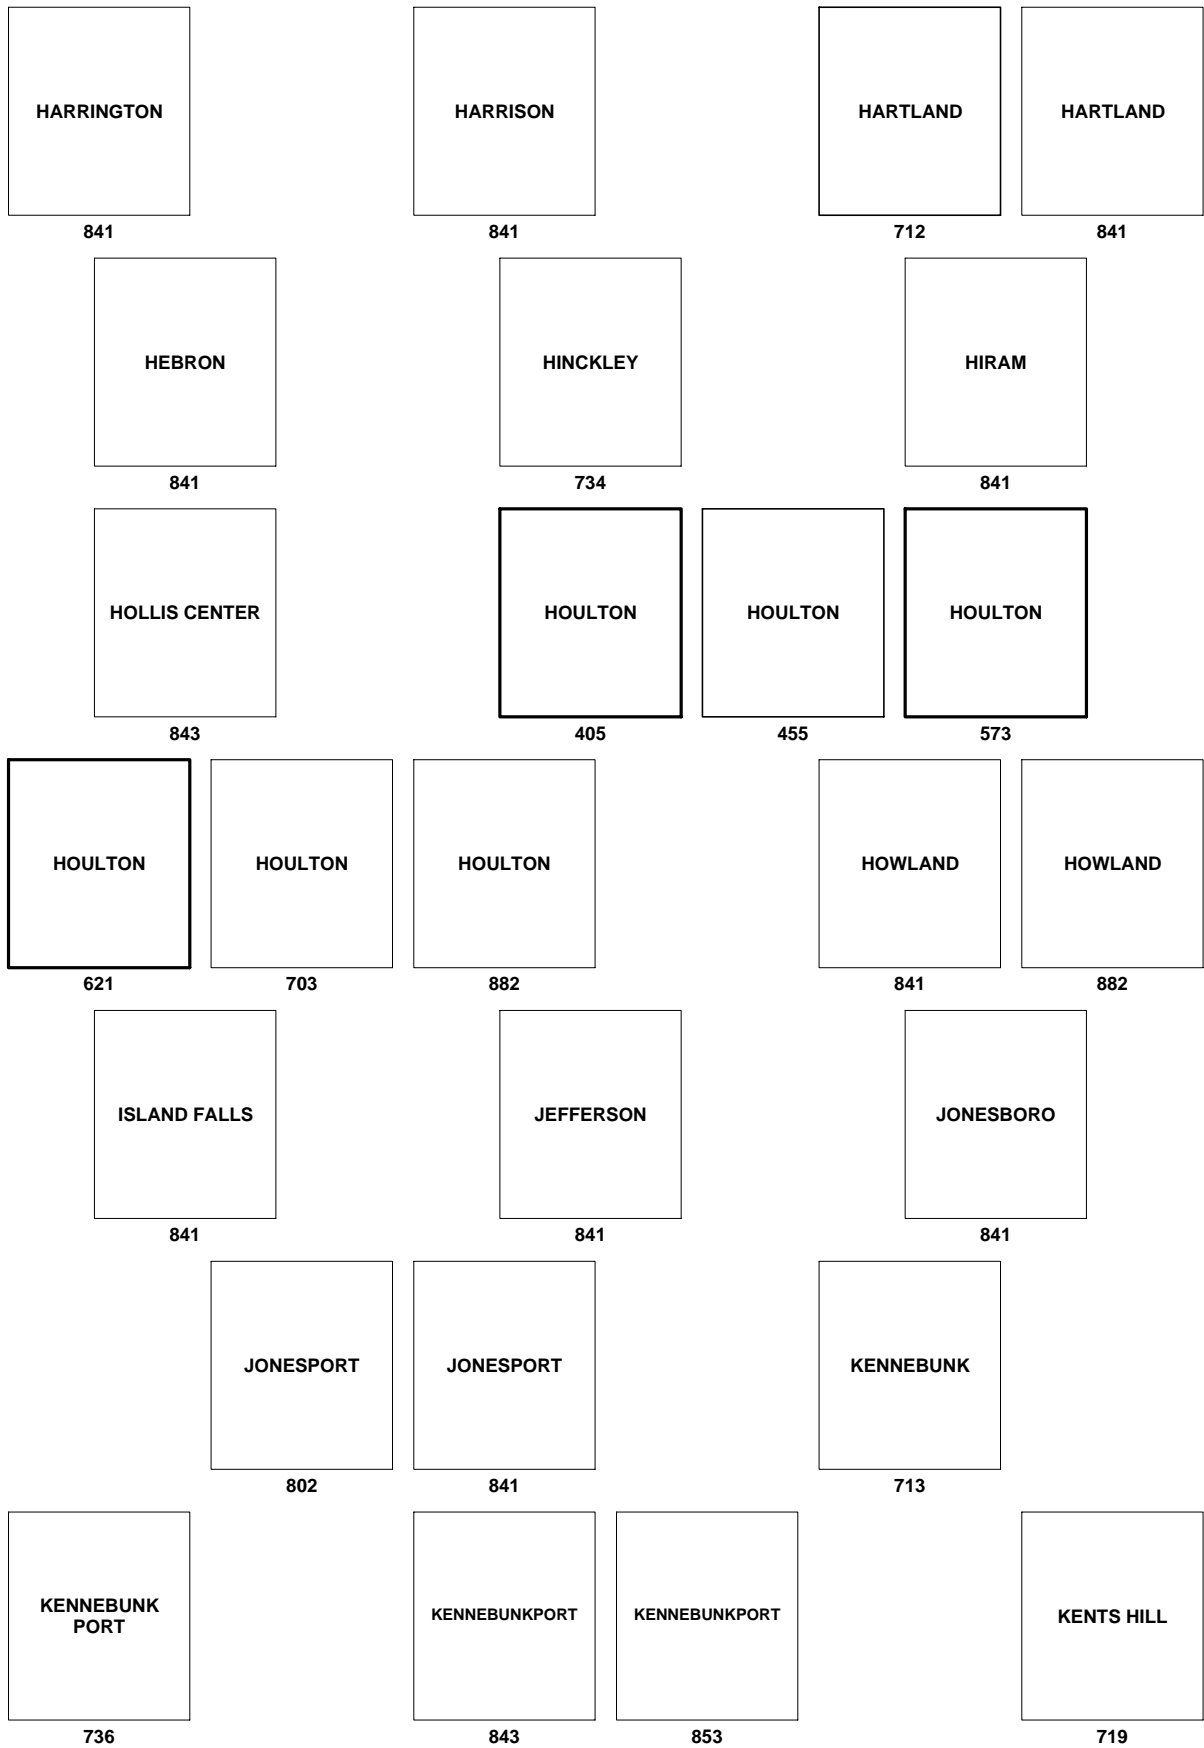 HARRINGTON HARRISON HARTLAND HARTLAND
841 841 712 841
HEBRON HINCKLEY HIRAM
841 734 841
HOLLIS CENTER HOULTON HOULTON HOULTON
843 405 455 573
HOULTON HOULTON HOULTON HOWLAND HOWLAND
621 703 882 841 882
ISLAND FALLS JEFFERSON JONESBORO
841 841 841
JONESPORT JONESPORT KENNEBUNK
802 841 713
KENNEBUNK
PORT
KENNEBUNKPORT KENNEBUNKPORT KENTS HILL
736 843 853 719